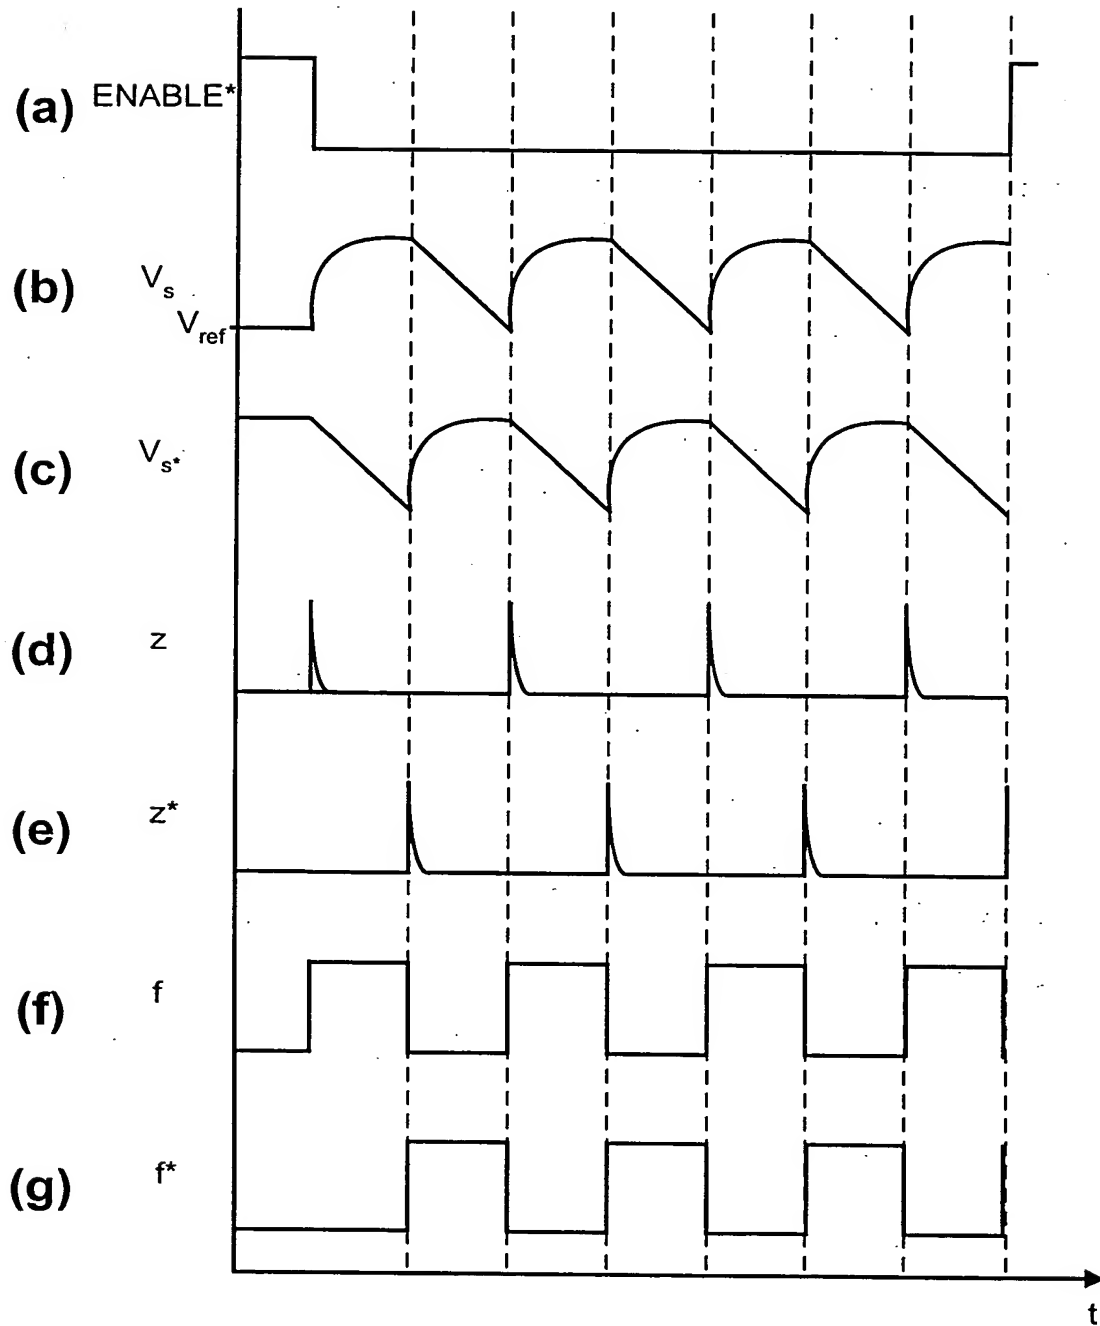 (a) ENABLE*
(b) Vs
Vref
(c) Vs*
(d) z
(e) z*
(f) f
(g) f*
t